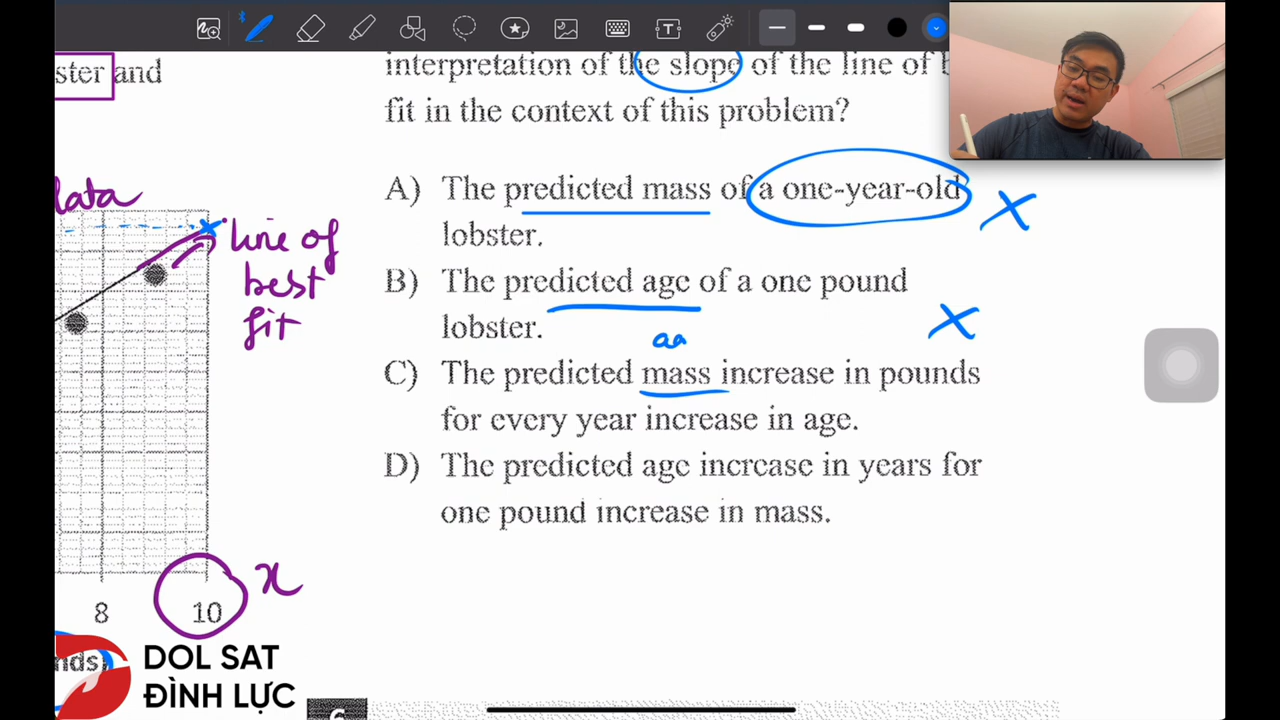 ster and
data
line of
best
fit
8
10
x
nds)
DOL SAT
ĐÌNH LỰC
interpretation of the slope of the line of b
fit in the context of this problem?
A) The predicted mass of a one-year-old
lobster.
B) The predicted age of a one pound
lobster.
C) The predicted mass increase in pounds
for every year increase in age.
D) The predicted age increase in years for
one pound increase in mass.